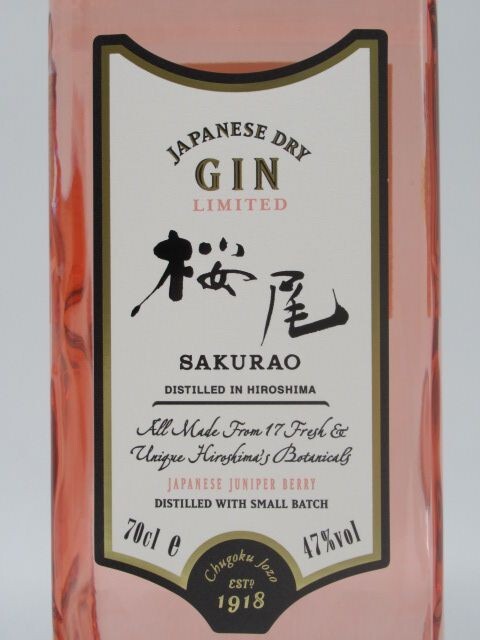 JAPANESE DRY
GIN
LIMITED
桜尾
SAKURAO
DISTILLED IN HIROSHIMA
All Made From 17 Fresh &
Unique Hiroshima's Botanicals
JAPANESE JUNIPER BERRY
DISTILLED WITH SMALL BATCH
70cl e 47%vol
Chugoku Jozo
ESTD
1918